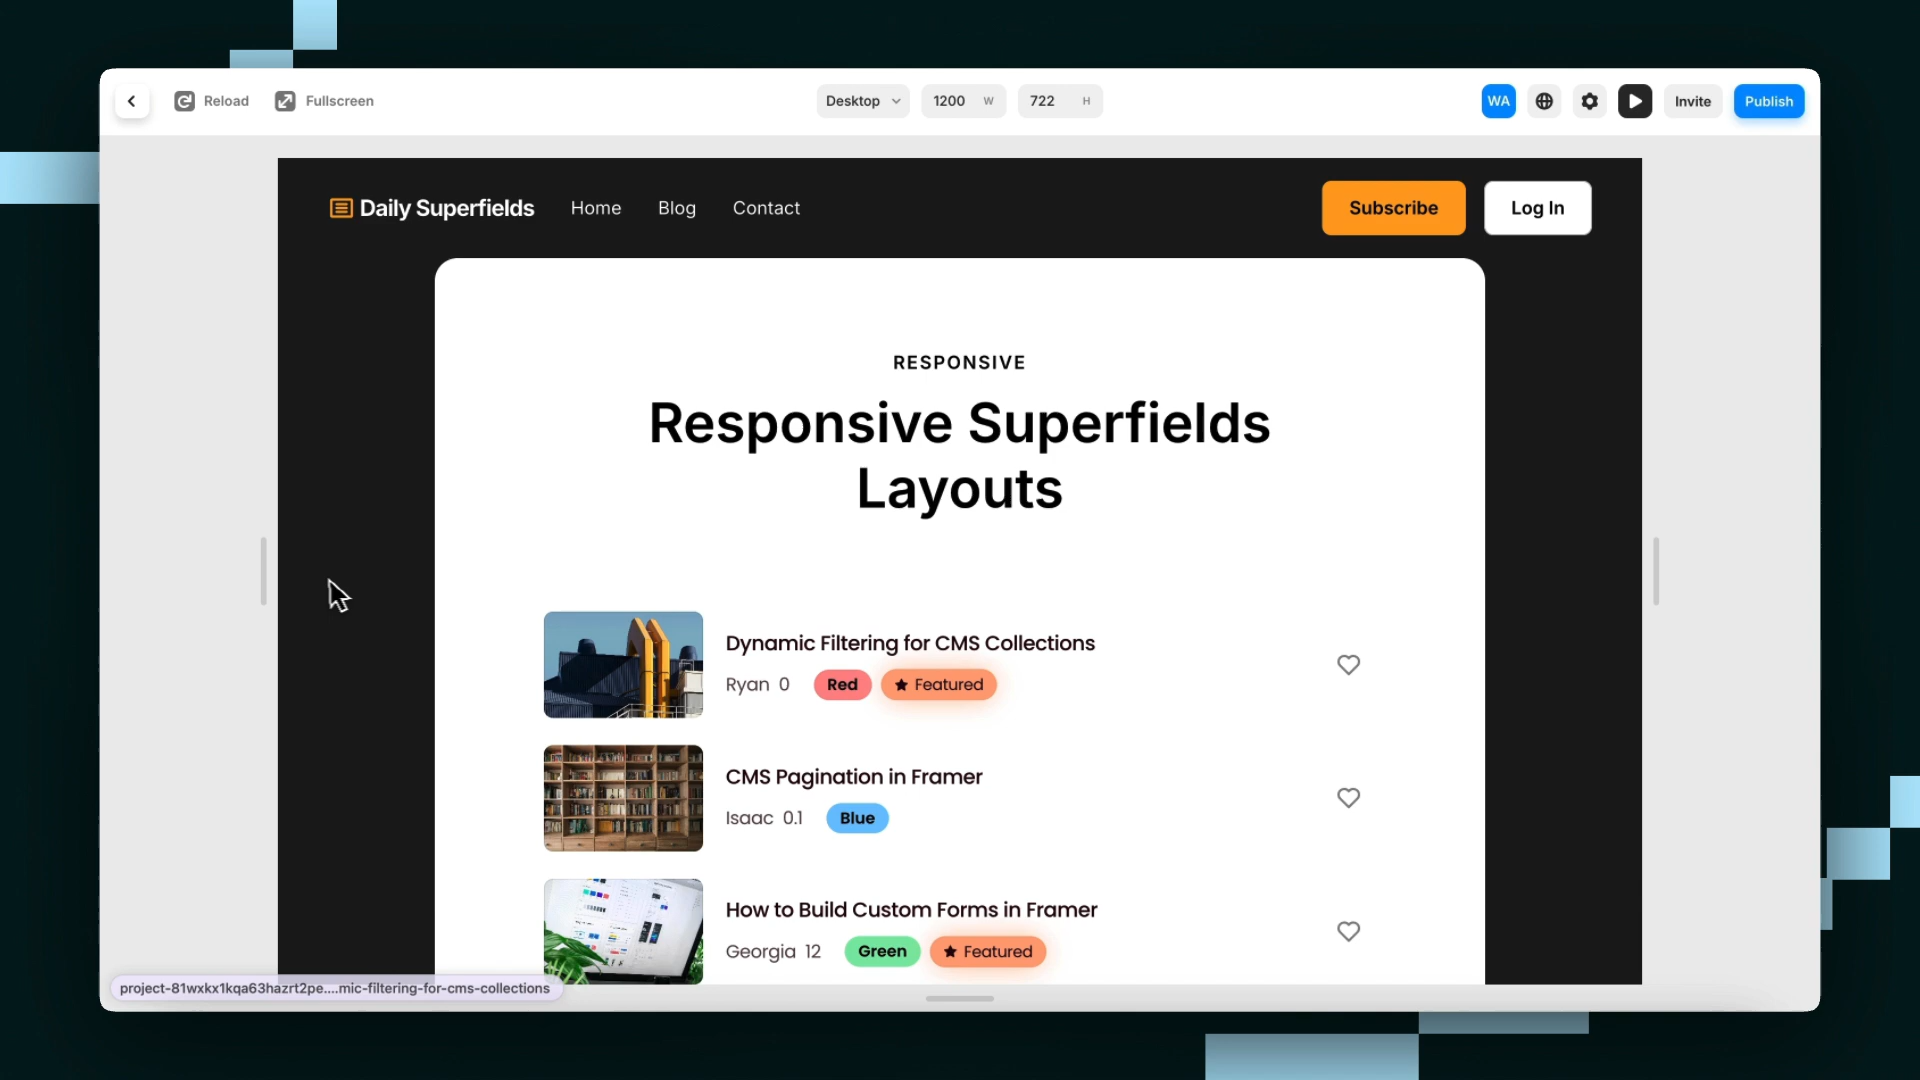 Reload Fullscreen Desktop 1200 W 722 H WA Invite Publish
Daily Superfields Home Blog Contact Subscribe Log In
RESPONSIVE
Responsive Superfields
Layouts
Dynamic Filtering for CMS Collections
Ryan 0 Red Featured
CMS Pagination in Framer
Isaac 0.1 Blue
How to Build Custom Forms in Framer
Georgia 12 Green Featured
project-81wxkx1kqa63hazrt2pe....mic-filtering-for-cms-collections